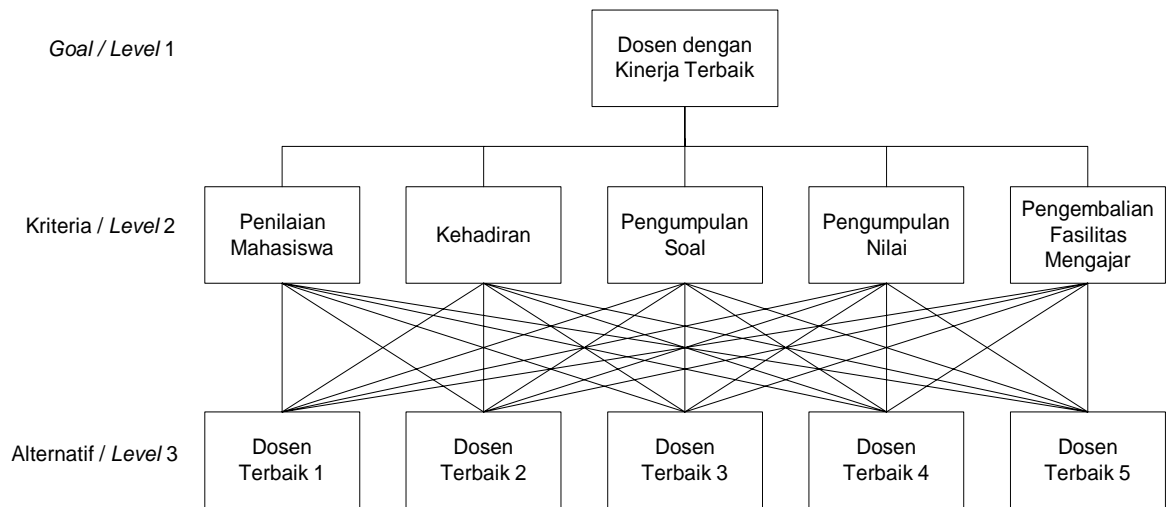 Goal / Level 1
Dosen dengan
Kinerja Terbaik
Kriteria / Level 2
Penilaian
Mahasiswa
Kehadiran
Pengumpulan
Soal
Pengumpulan
Nilai
Pengembalian
Fasilitas
Mengajar
Alternatif / Level 3
Dosen
Terbaik 1
Dosen
Terbaik 2
Dosen
Terbaik 3
Dosen
Terbaik 4
Dosen
Terbaik 5